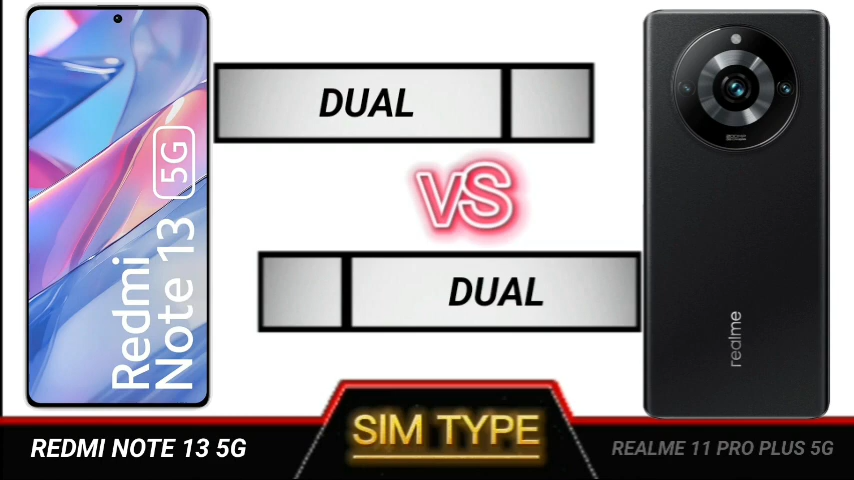 Redmi
Note 13 5G
DUAL
VS
DUAL
realme
SIM TYPE
REDMI NOTE 13 5G
REALME 11 PRO PLUS 5G